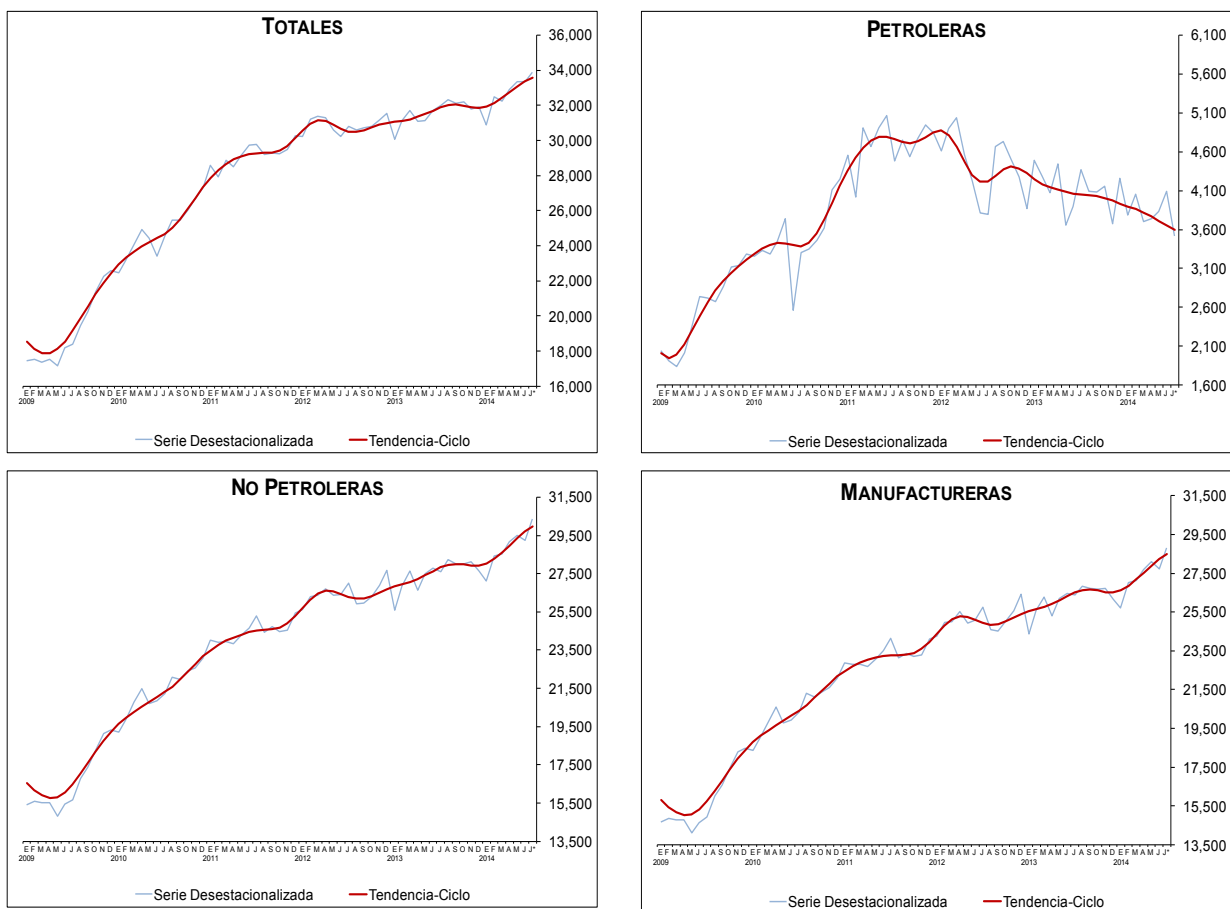 TOTALES
36,000
34,000
32,000
30,000
28,000
26,000
24,000
22,000
20,000
18,000
16,000
E F M A M J J A S O N D E F M A M J J A S O N D E F M A M J J A S O N D E F M A M J J A S O N D E F M A M J J A S O N D E F M A M J J*
2009 2010 2011 2012 2013 2014
Serie Desestacionalizada Tendencia-Ciclo
PETROLERAS
6,100
5,600
5,100
4,600
4,100
3,600
3,100
2,600
2,100
1,600
E F M A M J J A S O N D E F M A M J J A S O N D E F M A M J J A S O N D E F M A M J J A S O N D E F M A M J J A S O N D E F M A M J J*
2009 2010 2011 2012 2013 2014
Serie Desestacionalizada Tendencia-Ciclo
NO PETROLERAS
31,500
29,500
27,500
25,500
23,500
21,500
19,500
17,500
15,500
13,500
E F M A M J J A S O N D E F M A M J J A S O N D E F M A M J J A S O N D E F M A M J J A S O N D E F M A M J J A S O N D E F M A M J J*
2009 2010 2011 2012 2013 2014
Serie Desestacionalizada Tendencia-Ciclo
MANUFACTURERAS
31,500
29,500
27,500
25,500
23,500
21,500
19,500
17,500
15,500
13,500
E F M A M J J A S O N D E F M A M J J A S O N D E F M A M J J A S O N D E F M A M J J A S O N D E F M A M J J A S O N D E F M A M J J*
2009 2010 2011 2012 2013 2014
Serie Desestacionalizada Tendencia-Ciclo